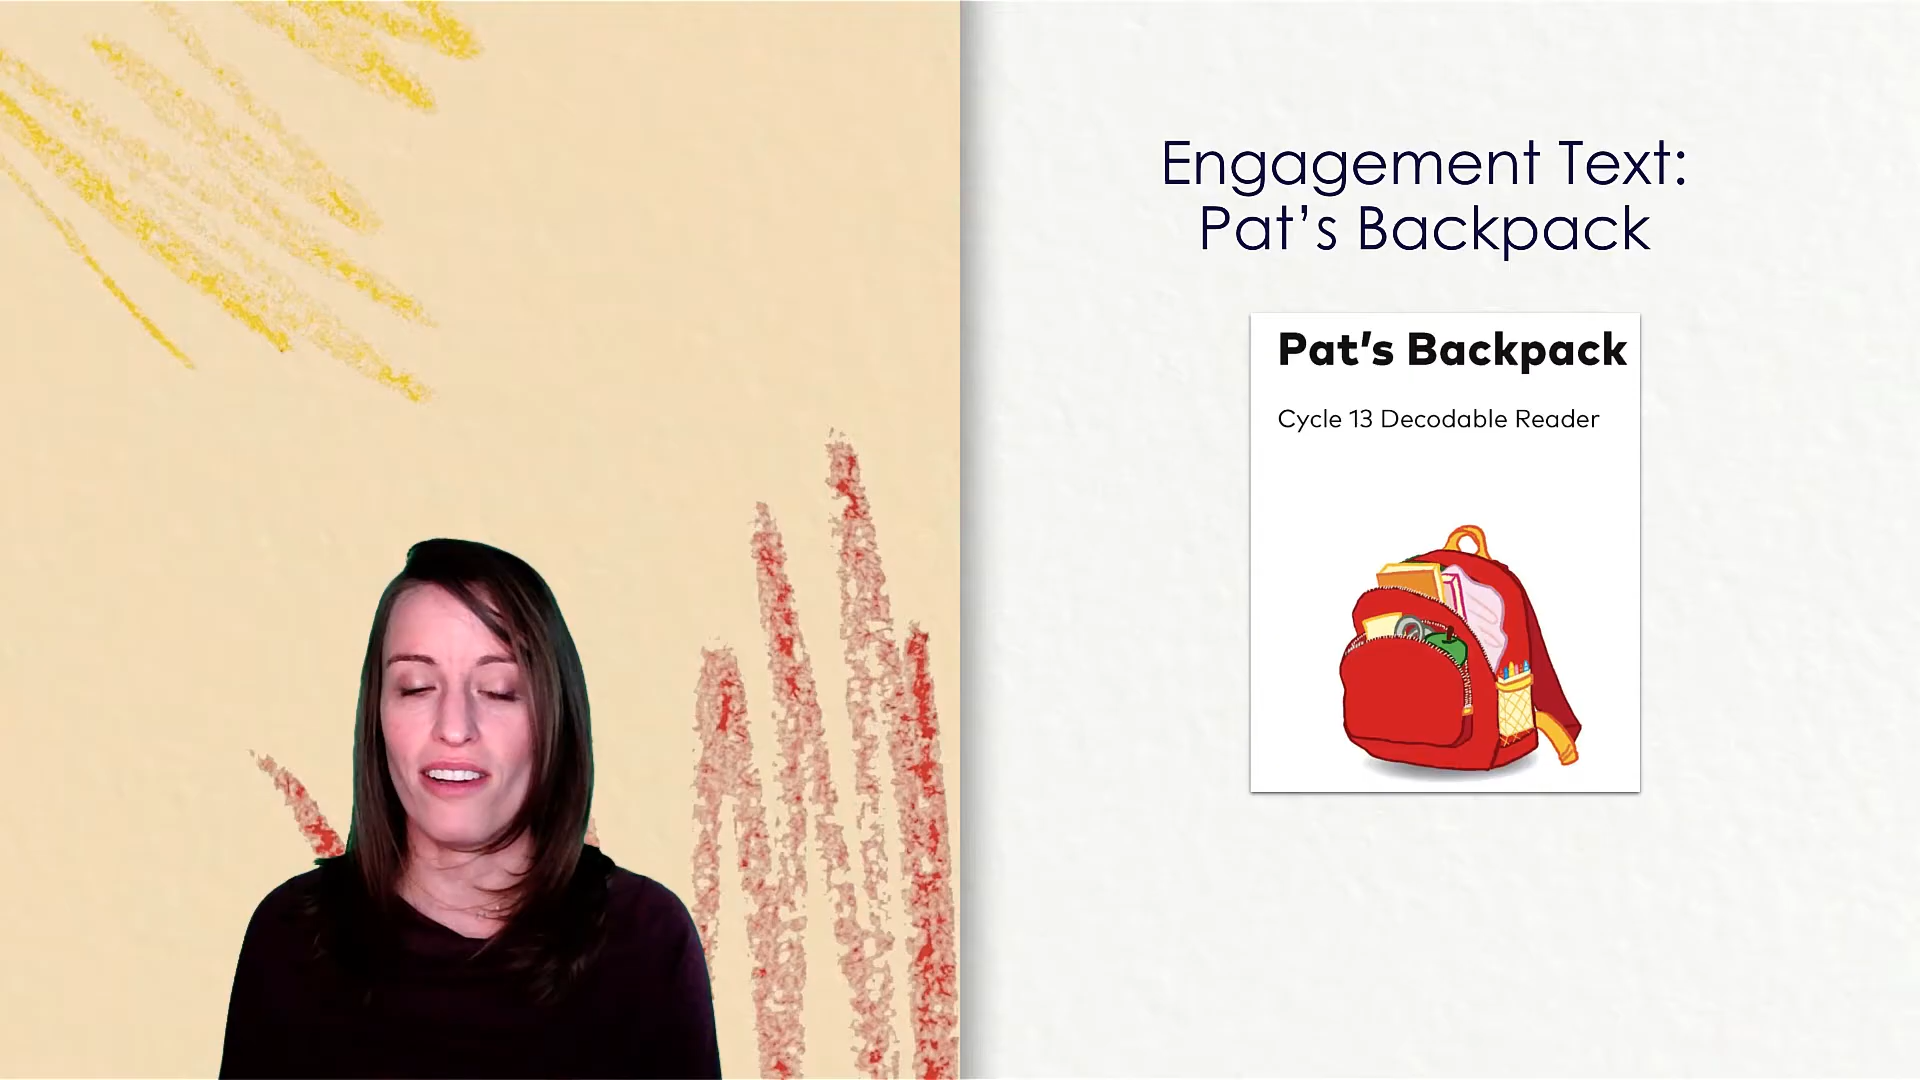 Engagement Text:
Pat’s Backpack
Pat’s Backpack
Cycle 13 Decodable Reader